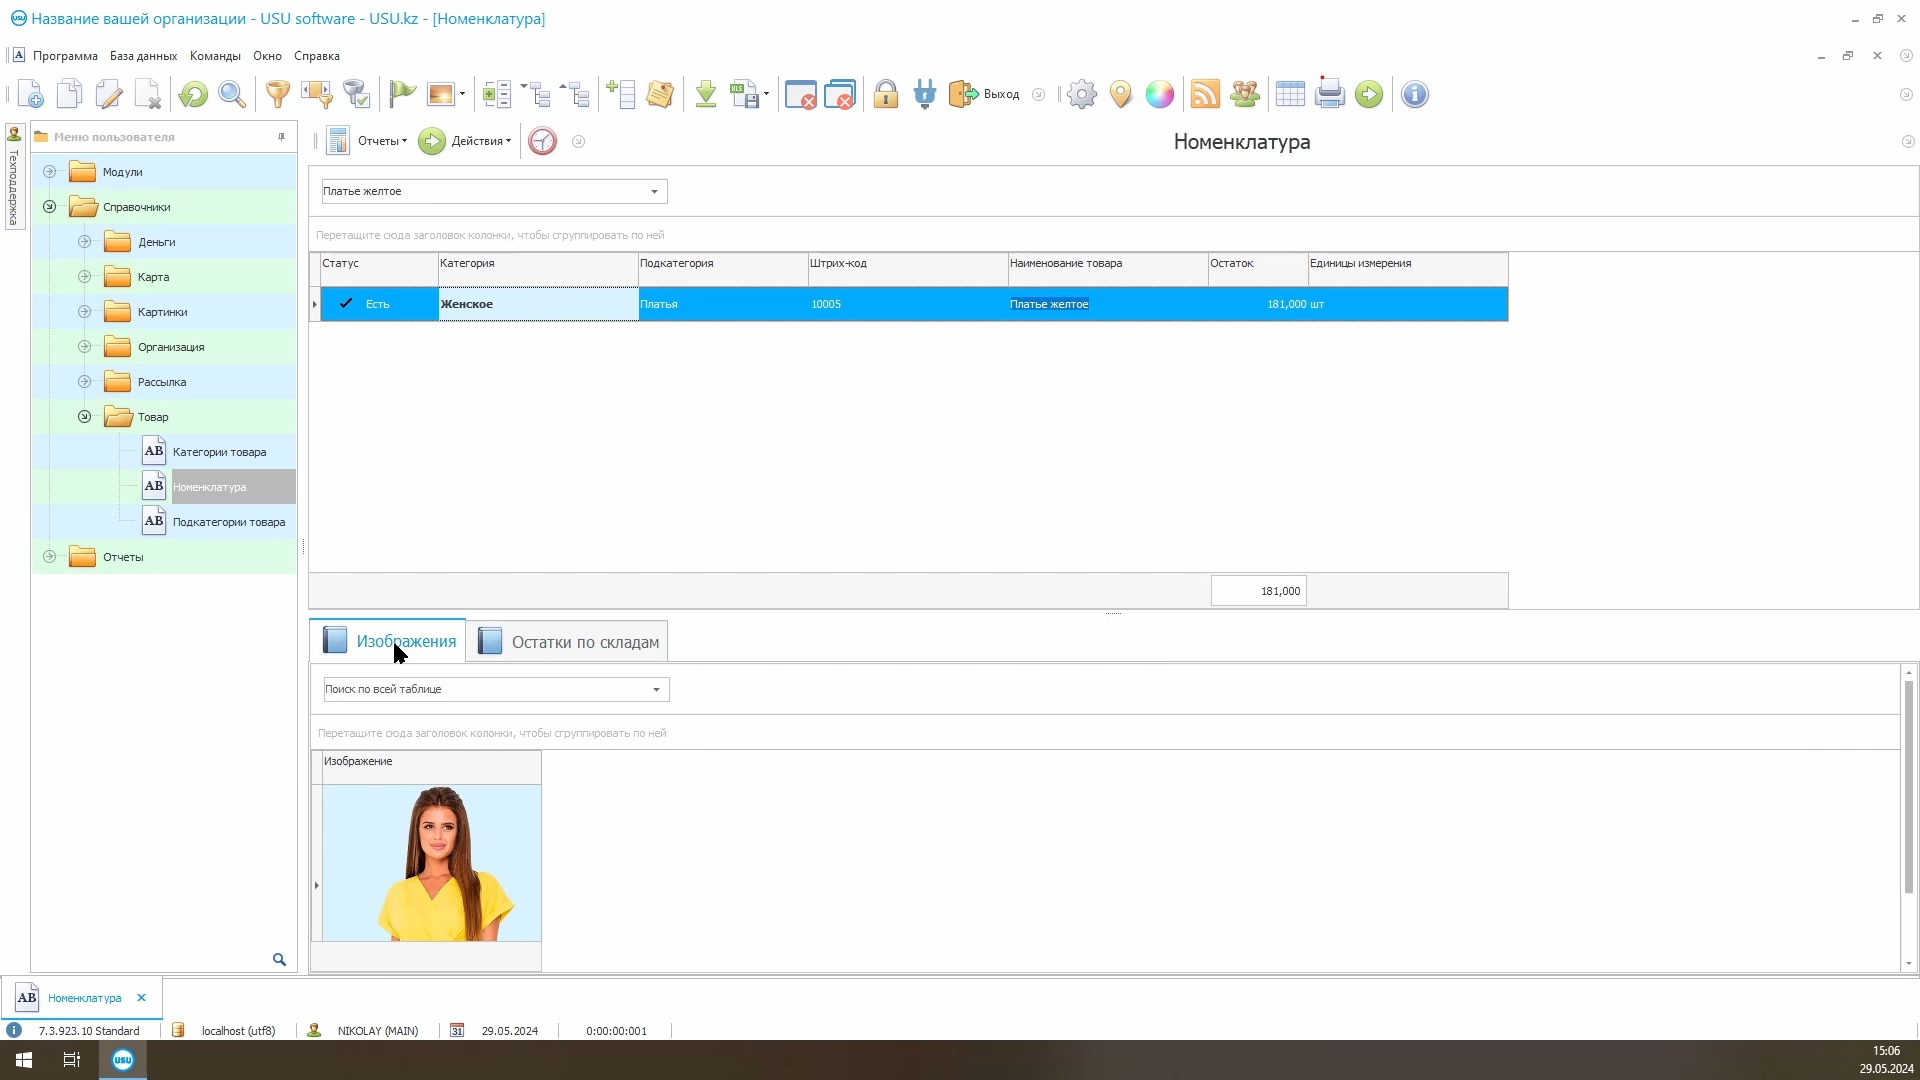 Название вашей организации - USU software - USU.kz - [Номенклатура]
Программа База данных Команды Окно Справка
Выход
Техподдержка
Меню пользователя
Модули
Справочники
Деньги
Карта
Картинки
Организация
Рассылка
Товар
Категории товара
Номенклатура
Подкатегории товара
Отчеты
Отчеты Действия
Номенклатура
Платье желтое
Перетащите сюда заголовок колонки, чтобы сгруппировать по ней
Статус Категория Подкатегория Штрих-код Наименование товара Остаток Единицы измерения
Есть Женское Платья 10005 Платье желтое 181,000 шт
181,000
Изображения Остатки по складам
Поиск по всей таблице
Перетащите сюда заголовок колонки, чтобы сгруппировать по ней
Изображение
Номенклатура
7.3.923.10 Standard localhost (utf8) NIKOLAY (MAIN) 31 29.05.2024 0:00:00:001
USU
15:06
29.05.2024